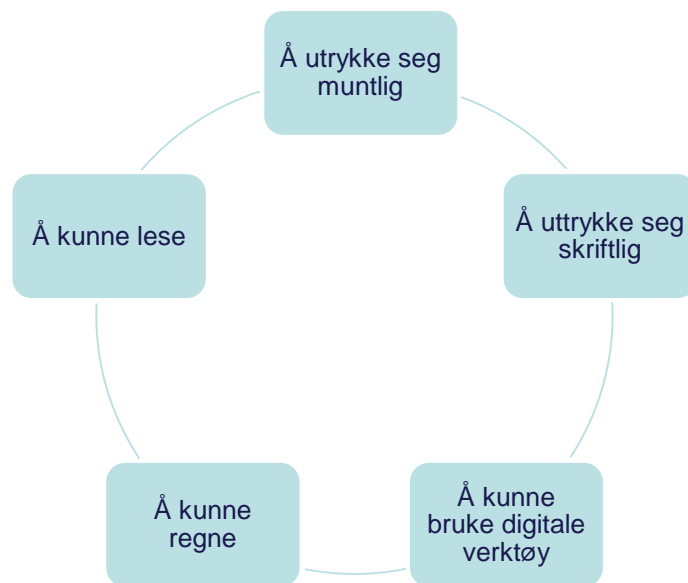 Å utrykke seg
muntlig
Å uttrykke seg
skriftlig
Å kunne
bruke digitale
verktøy
Å kunne
regne
Å kunne lese